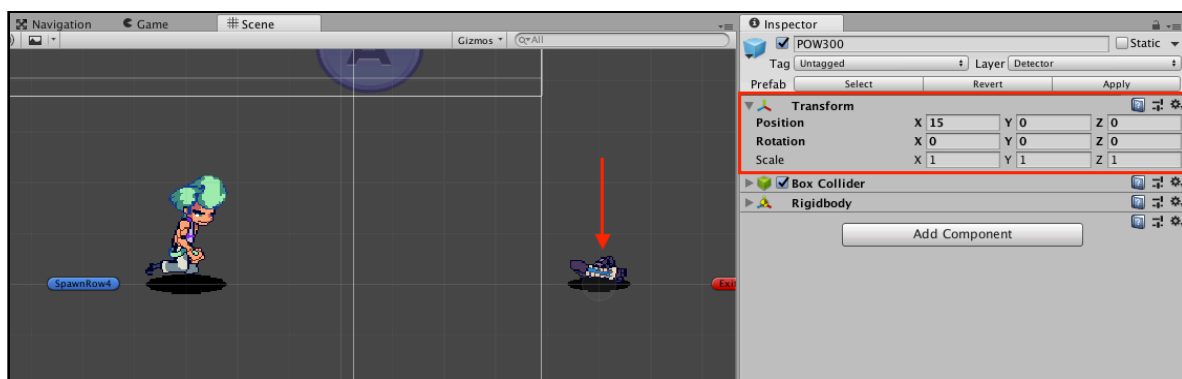 Navigation Game Scene
Gizmos All
A
SpawnRow4
Exi
Inspector
POW300 Static
Tag Untagged Layer Detector
Prefab Select Revert Apply
Transform
Position X 15 Y 0 Z 0
Rotation X 0 Y 0 Z 0
Scale X 1 Y 1 Z 1
Box Collider
Rigidbody
Add Component